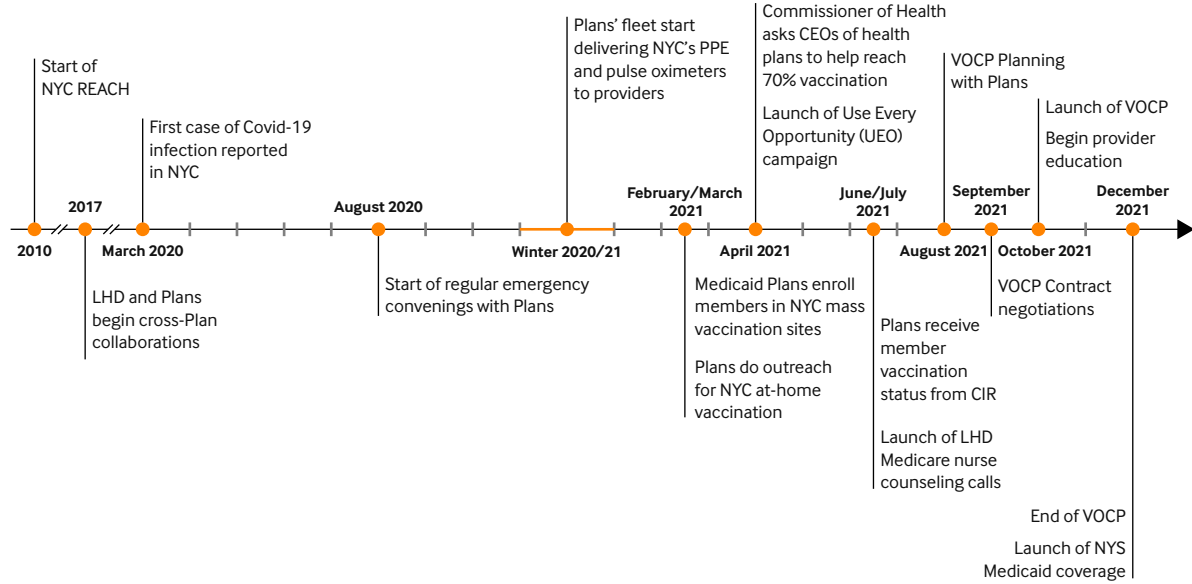 Start of
NYC REACH
2010
2017
LHD and Plans
begin cross-Plan
collaborations
First case of Covid-19
infection reported
in NYC
March 2020
August 2020
Start of regular emergency
convenings with Plans
Plans’ fleet start
delivering NYC’s PPE
and pulse oximeters
to providers
Winter 2020/21
February/March
2021
Medicaid Plans enroll
members in NYC mass
vaccination sites
Plans do outreach
for NYC at-home
vaccination
Commissioner of Health
asks CEOs of health
plans to help reach
70% vaccination
Launch of Use Every
Opportunity (UEO)
campaign
April 2021
June/July
2021
Plans receive
member
vaccination
status from CIR
Launch of LHD
Medicare nurse
counseling calls
VOCP Planning
with Plans
August 2021
September
2021
VOCP Contract
negotiations
Launch of VOCP
Begin provider
education
October 2021
December
2021
End of VOCP
Launch of NYS
Medicaid coverage